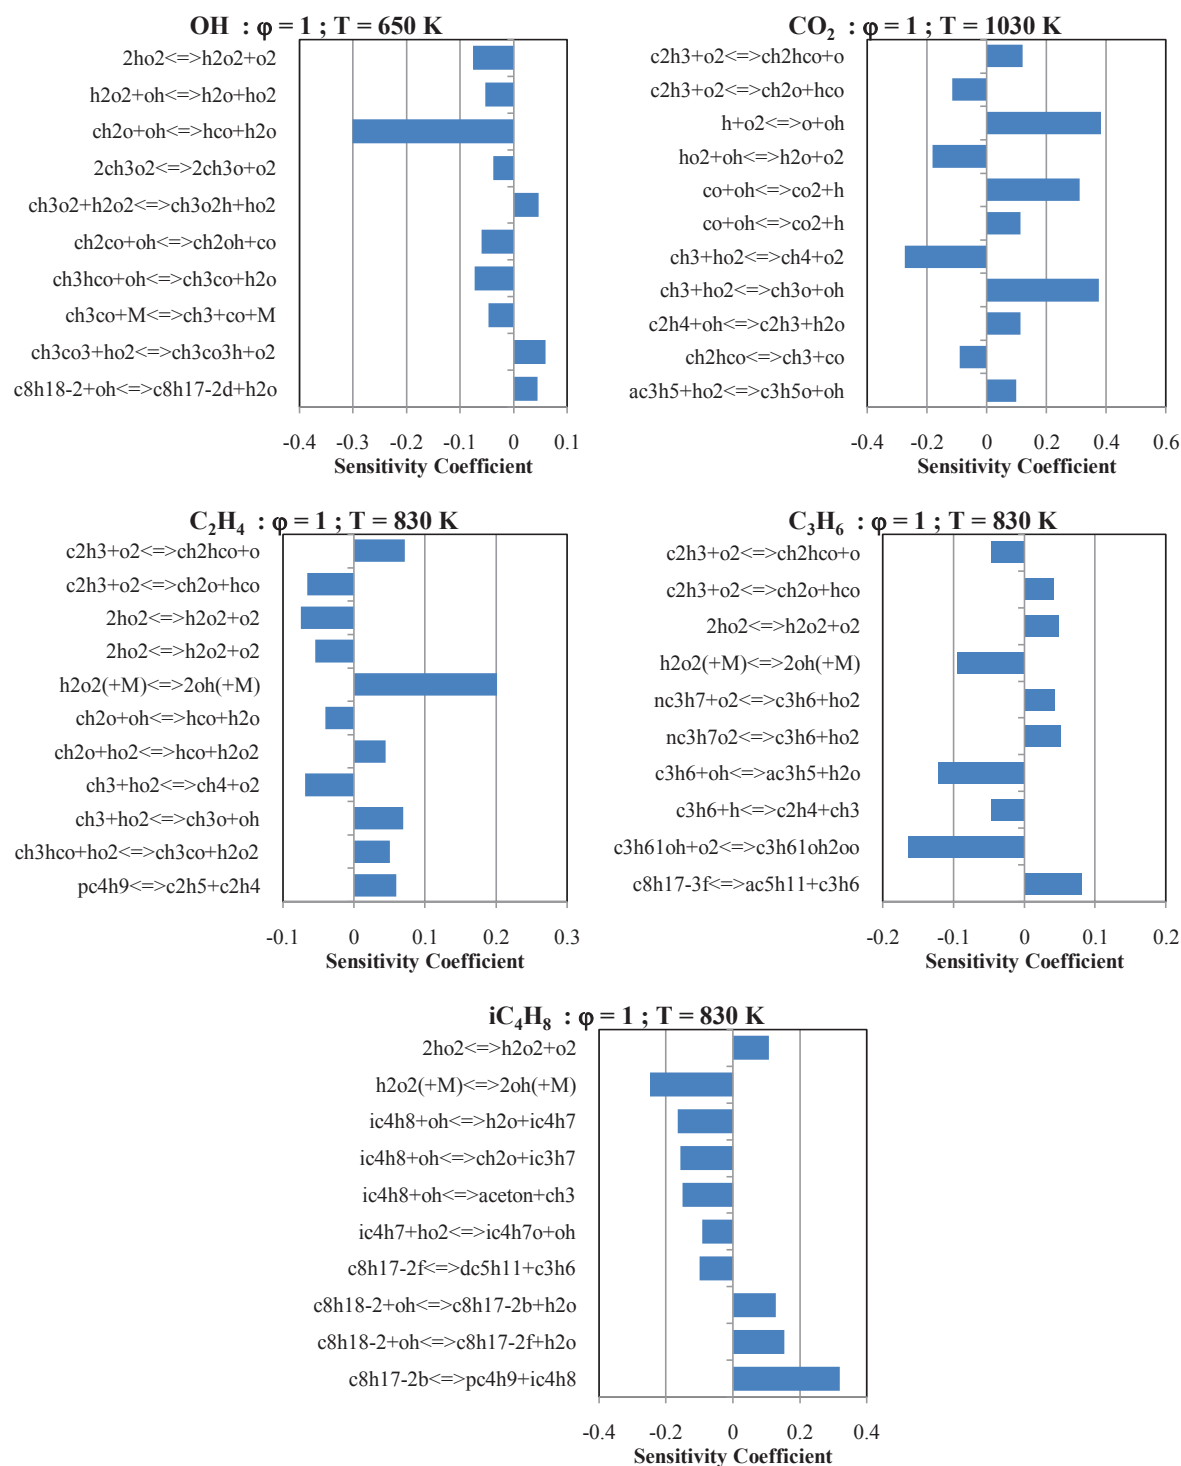 OH : φ = 1 ; T = 650 K
2ho2<=>h2o2+o2
h2o2+oh<=>h2o+ho2
ch2o+oh<=>hco+h2o
2ch3o2<=>2ch3o+o2
ch3o2+h2o2<=>ch3o2h+ho2
ch2co+oh<=>ch2oh+co
ch3hco+oh<=>ch3co+h2o
ch3co+M<=>ch3+co+M
ch3co3+ho2<=>ch3co3h+o2
c8h18-2+oh<=>c8h17-2d+h2o
-0.4 -0.3 -0.2 -0.1 0 0.1
Sensitivity Coefficient
CO₂ : φ = 1 ; T = 1030 K
c2h3+o2<=>ch2hco+o
c2h3+o2<=>ch2o+hco
h+o2<=>o+oh
ho2+oh<=>h2o+o2
co+oh<=>co2+h
co+oh<=>co2+h
ch3+ho2<=>ch4+o2
ch3+ho2<=>ch3o+oh
c2h4+oh<=>c2h3+h2o
ch2hco<=>ch3+co
ac3h5+ho2<=>c3h5o+oh
-0.4 -0.2 0 0.2 0.4 0.6
Sensitivity Coefficient
C₂H₄ : φ = 1 ; T = 830 K
c2h3+o2<=>ch2hco+o
c2h3+o2<=>ch2o+hco
2ho2<=>h2o2+o2
2ho2<=>h2o2+o2
h2o2(+M)<=>2oh(+M)
ch2o+oh<=>hco+h2o
ch2o+ho2<=>hco+h2o2
ch3+ho2<=>ch4+o2
ch3+ho2<=>ch3o+oh
ch3hco+ho2<=>ch3co+h2o2
pc4h9<=>c2h5+c2h4
-0.1 0 0.1 0.2 0.3
Sensitivity Coefficient
C₃H₆ : φ = 1 ; T = 830 K
c2h3+o2<=>ch2hco+o
c2h3+o2<=>ch2o+hco
2ho2<=>h2o2+o2
h2o2(+M)<=>2oh(+M)
nc3h7+o2<=>c3h6+ho2
nc3h7o2<=>c3h6+ho2
c3h6+oh<=>ac3h5+h2o
c3h6+h<=>c2h4+ch3
c3h61oh+o2<=>c3h61oh2oo
c8h17-3f<=>ac5h11+c3h6
-0.2 -0.1 0 0.1 0.2
Sensitivity Coefficient
iC₄H₈ : φ = 1 ; T = 830 K
2ho2<=>h2o2+o2
h2o2(+M)<=>2oh(+M)
ic4h8+oh<=>h2o+ic4h7
ic4h8+oh<=>ch2o+ic3h7
ic4h8+oh<=>aceton+ch3
ic4h7+ho2<=>ic4h7o+oh
c8h17-2f<=>dc5h11+c3h6
c8h18-2+oh<=>c8h17-2b+h2o
c8h18-2+oh<=>c8h17-2f+h2o
c8h17-2b<=>pc4h9+ic4h8
-0.4 -0.2 0 0.2 0.4
Sensitivity Coefficient